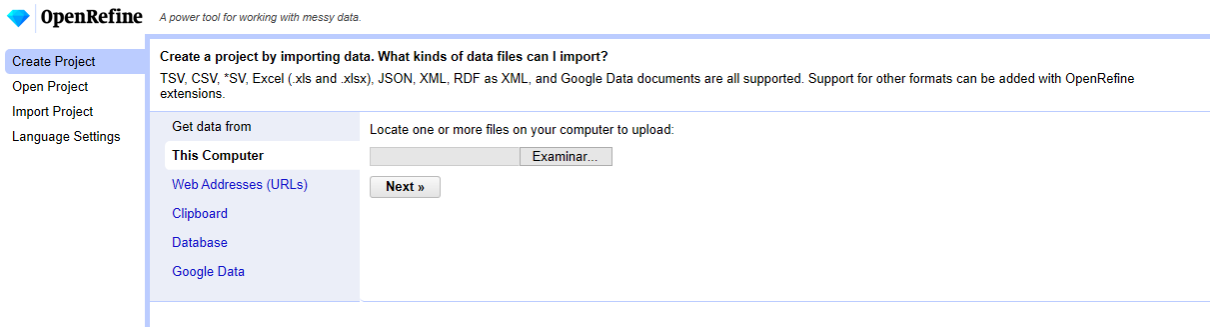 OpenRefine A power tool for working with messy data.
Create Project
Open Project
Import Project
Language Settings
Create a project by importing data. What kinds of data files can I import?
TSV, CSV, *SV, Excel (.xls and .xlsx), JSON, XML, RDF as XML, and Google Data documents are all supported. Support for other formats can be added with OpenRefine
extensions.
Get data from
This Computer
Web Addresses (URLs)
Clipboard
Database
Google Data
Locate one or more files on your computer to upload:
Examinar...
Next »